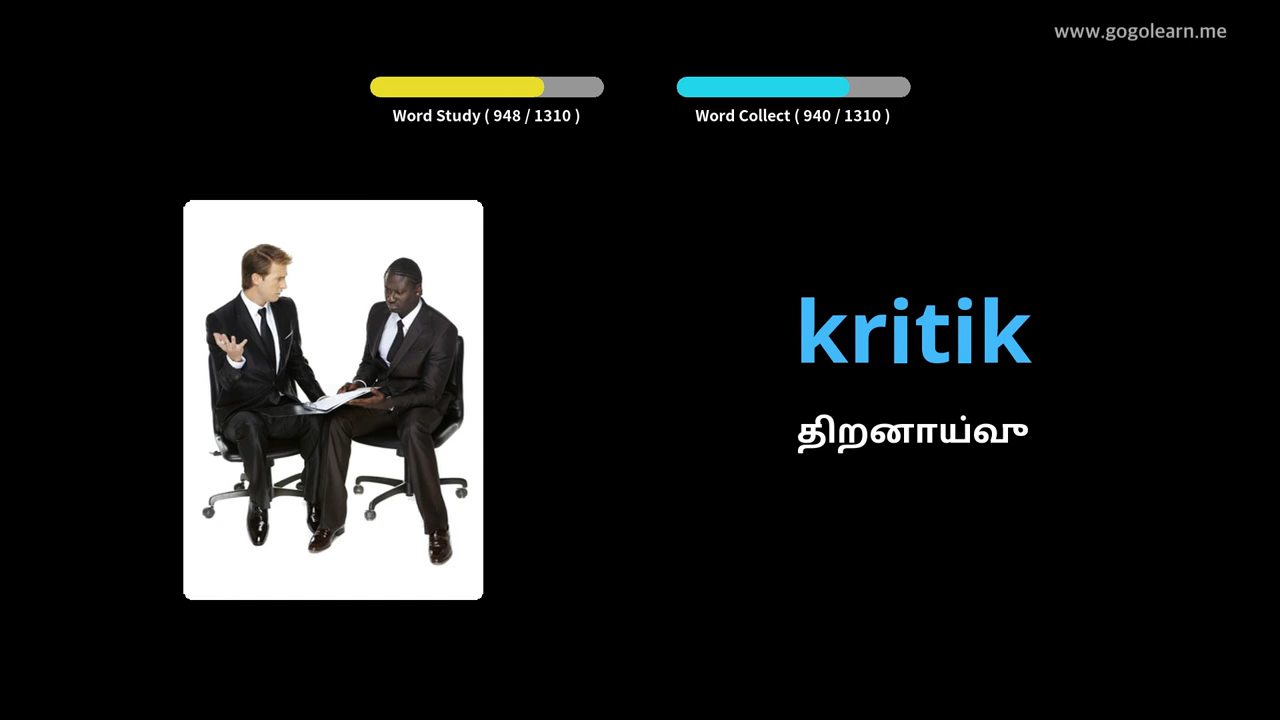 www.gogolearn.me
Word Study ( 948 / 1310 )
Word Collect ( 940 / 1310 )
kritik
திறனாய்வு